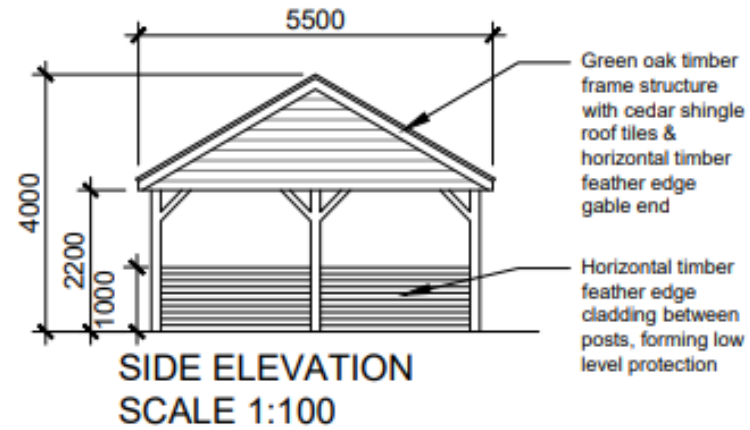 5500
Green oak timber
frame structure
with cedar shingle
roof tiles &
horizontal timber
feather edge
gable end
4000
2200
1000
Horizontal timber
feather edge
cladding between
posts, forming low
level protection
SIDE ELEVATION
SCALE 1:100